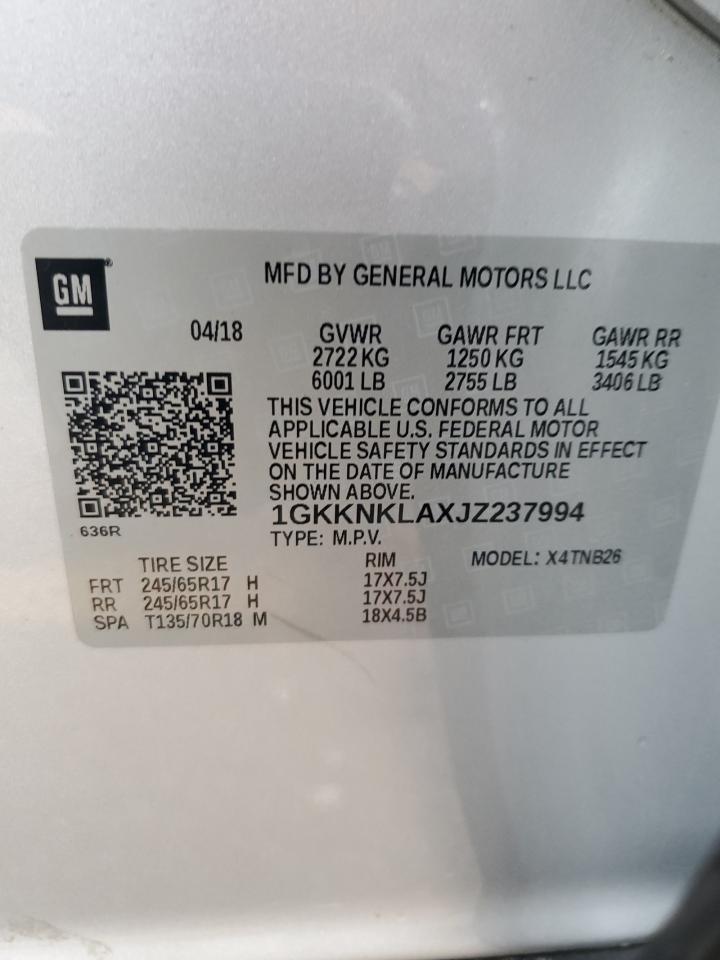 GM
MFD BY GENERAL MOTORS LLC
04/18 GVWR GAWR FRT GAWR RR
2722 KG 1250 KG 1545 KG
6001 LB 2755 LB 3406 LB
THIS VEHICLE CONFORMS TO ALL
APPLICABLE U.S. FEDERAL MOTOR
VEHICLE SAFETY STANDARDS IN EFFECT
ON THE DATE OF MANUFACTURE
SHOWN ABOVE.
1GKKNKLAXJZ237994
636R
TYPE: M.P.V.
TIRE SIZE RIM MODEL: X4TNB26
FRT 245/65R17 H 17X7.5J
RR 245/65R17 H 17X7.5J
SPA T135/70R18 M 18X4.5B